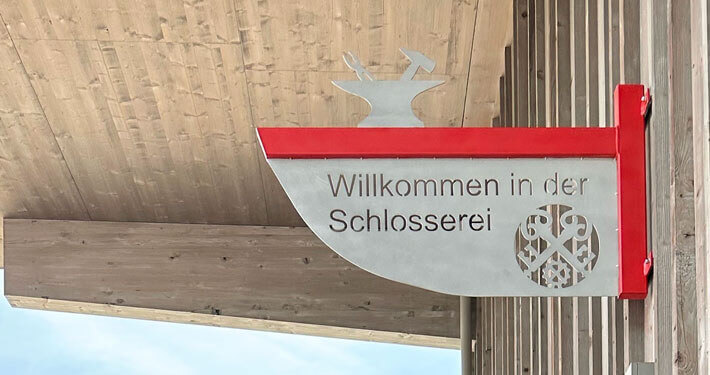 Willkommen in der
Schlosserei